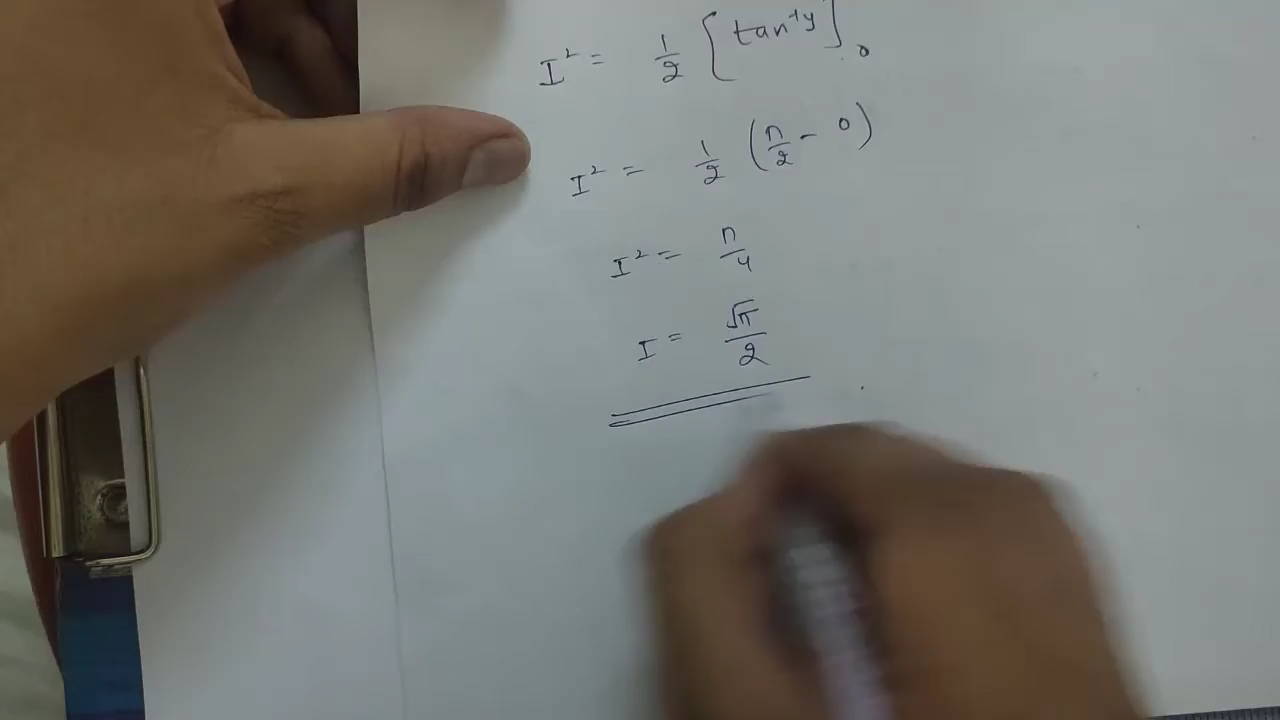 I² = 1/2 [tan⁻¹y]₀
I² = 1/2 (π/2 - 0)
I² = π/4
I = √π/2